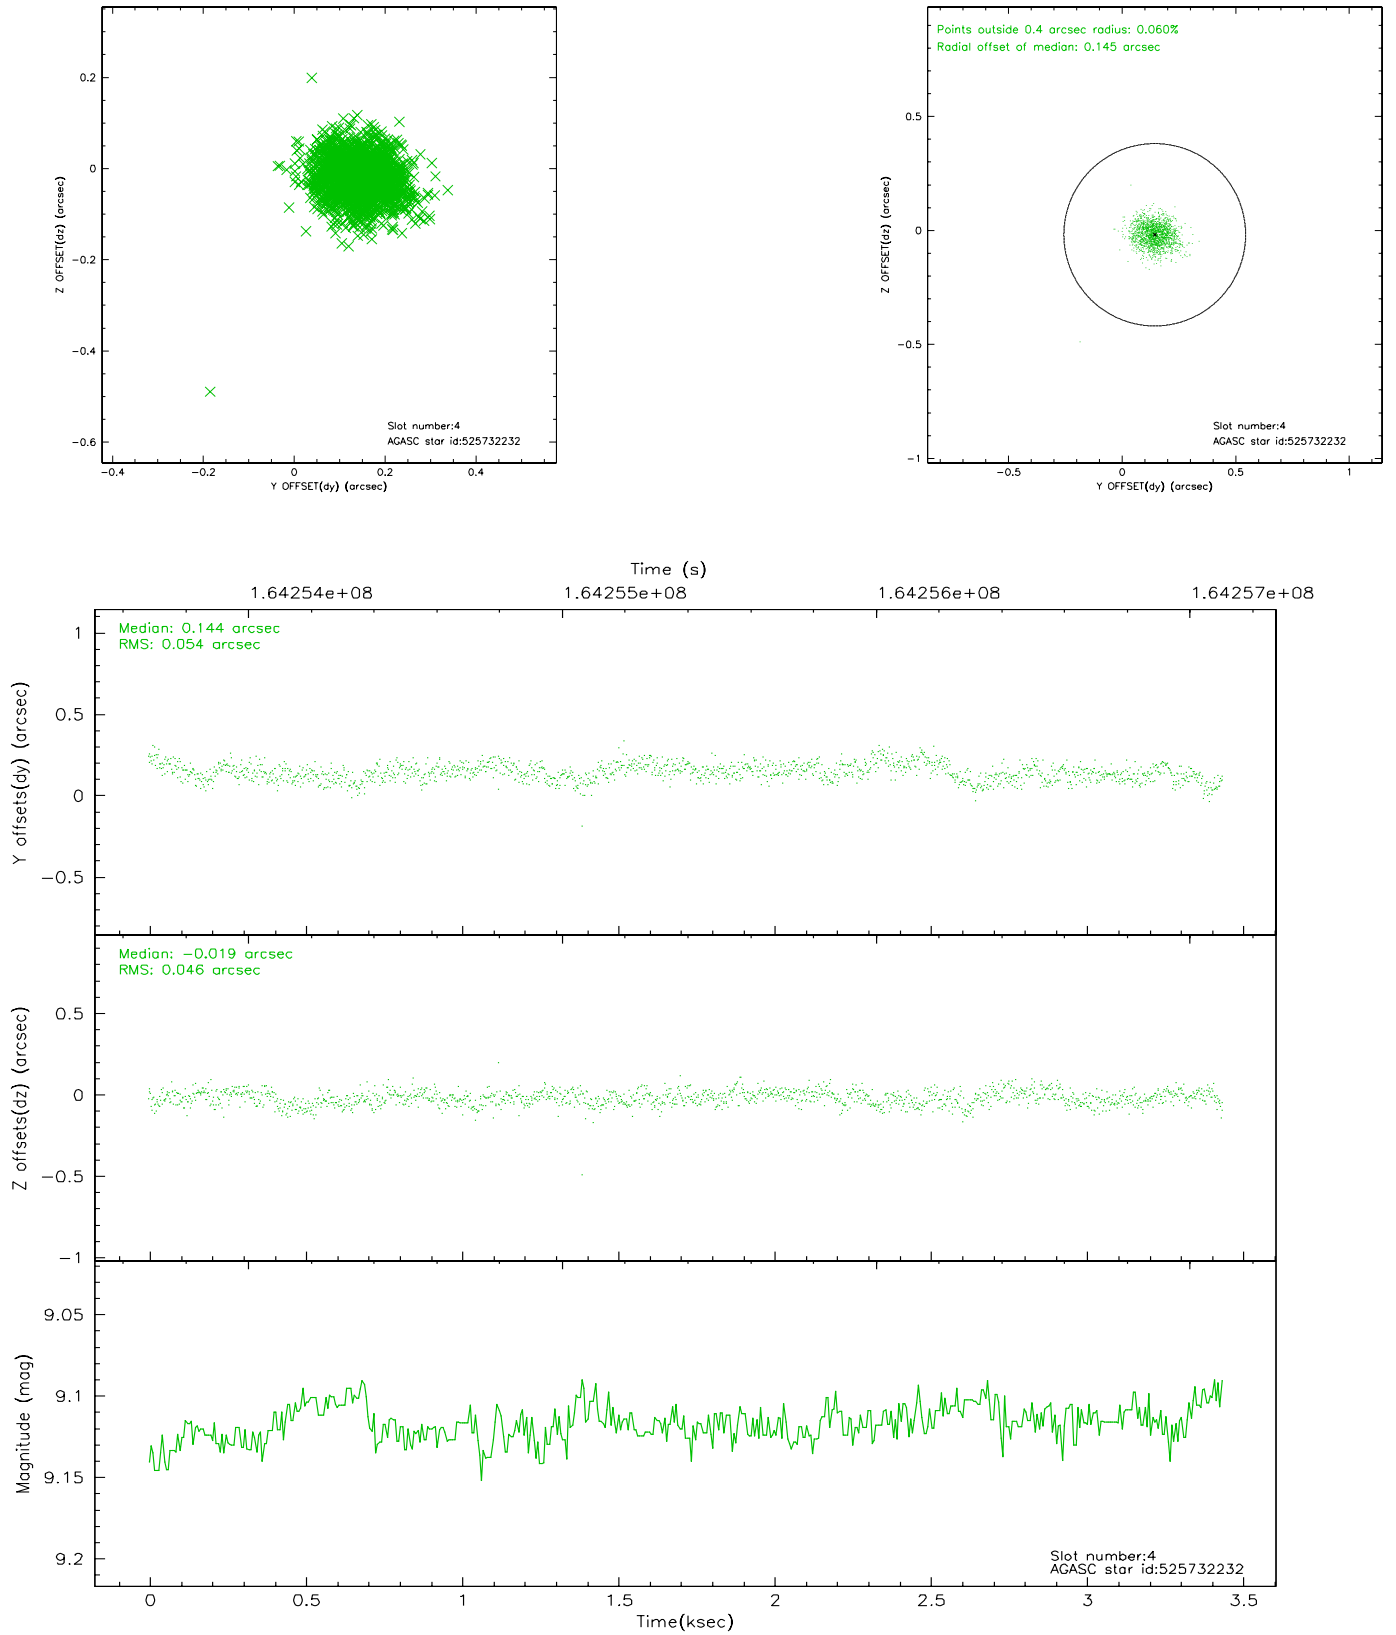 0.2
0
−0.2
−0.4
−0.6
Z OFFSET(dz) (arcsec)
Slot number:4
AGASC star id:525732232
−0.4 −0.2 0 0.2 0.4
Y OFFSET(dy) (arcsec)
Points outside 0.4 arcsec radius: 0.060%
Radial offset of median: 0.145 arcsec
0.5
0
−0.5
−1
Z OFFSET(dz) (arcsec)
Slot number:4
AGASC star id:525732232
−0.5 0 0.5 1
Y OFFSET(dy) (arcsec)
Time (s)
1.64254e+08 1.64255e+08 1.64256e+08 1.64257e+08
Median: 0.144 arcsec
RMS: 0.054 arcsec
1
0.5
0
−0.5
Y offsets(dy) (arcsec)
Median: −0.019 arcsec
RMS: 0.046 arcsec
0.5
0
−0.5
−1
Z offsets(dz) (arcsec)
9.05
9.1
9.15
9.2
Magnitude (mag)
Slot number:4
AGASC star id:525732232
0 0.5 1 1.5 2 2.5 3 3.5
Time(ksec)